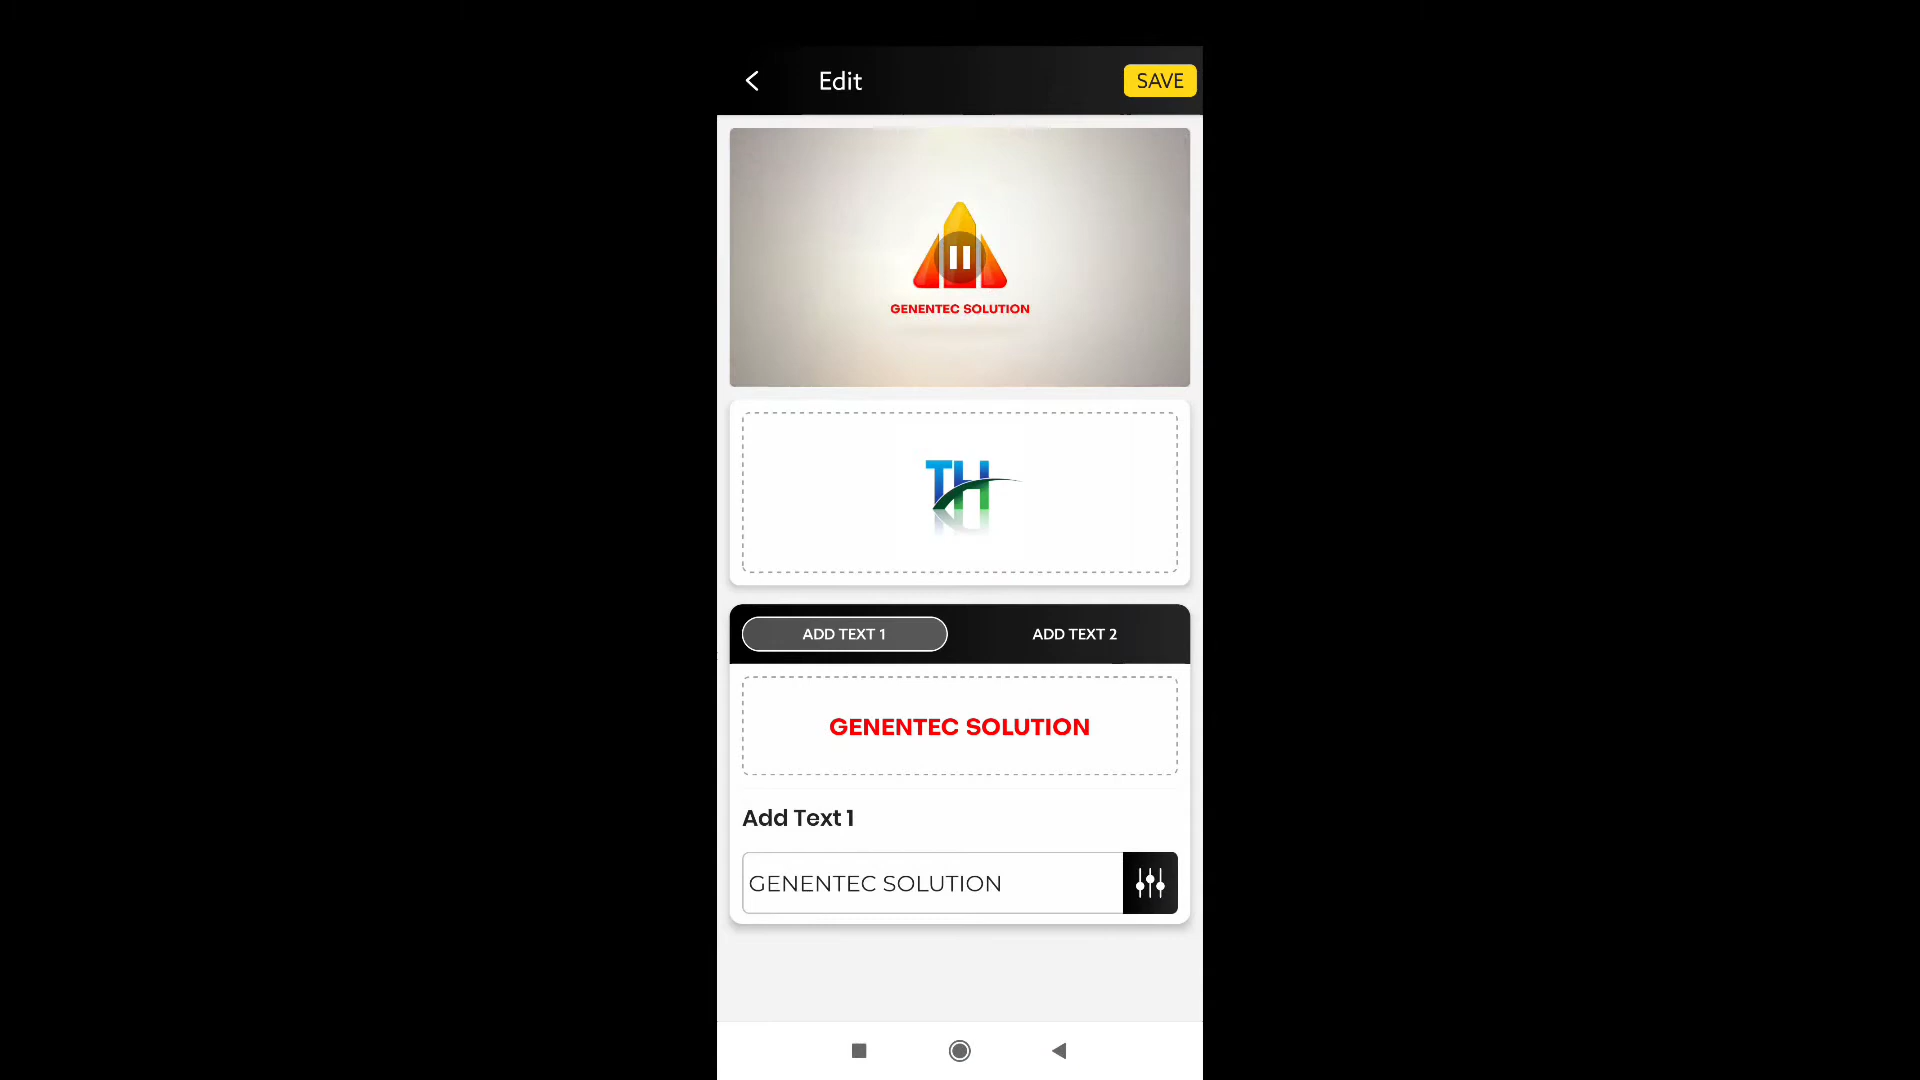 Edit
SAVE
GENENTEC SOLUTION
TH
ADD TEXT 1
ADD TEXT 2
GENENTEC SOLUTION
Add Text 1
GENENTEC SOLUTION